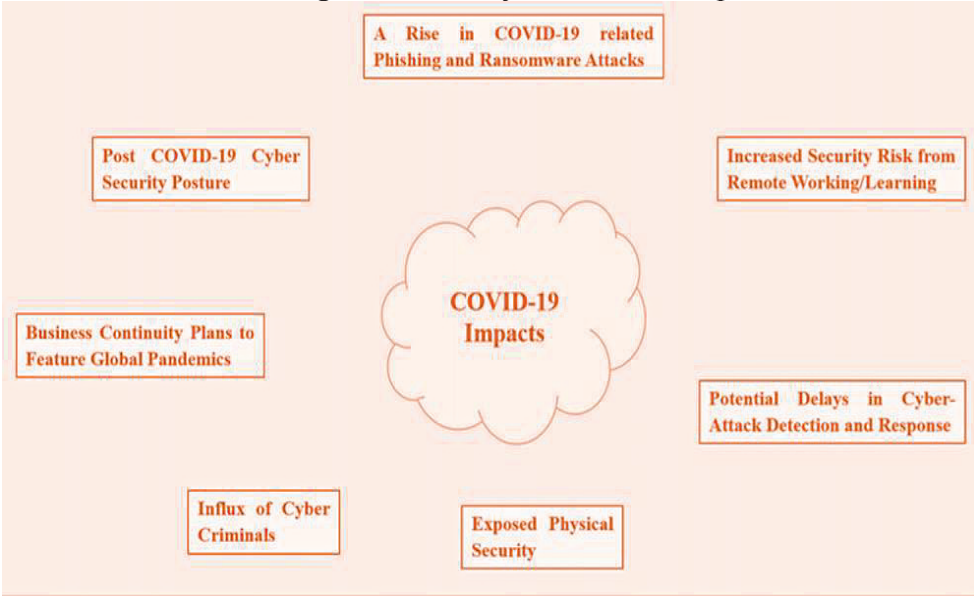 A Rise in COVID-19 related
Phishing and Ransomware Attacks
Post COVID-19 Cyber
Security Posture
Increased Security Risk from
Remote Working/Learning
COVID-19
Impacts
Business Continuity Plans to
Feature Global Pandemics
Potential Delays in Cyber-
Attack Detection and Response
Influx of Cyber
Criminals
Exposed Physical
Security